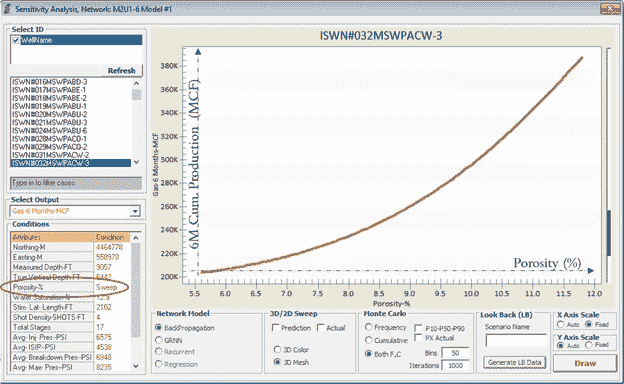 Sensitivity Analysis, Network: M2U1-6 Model #1
Select ID
WellName
Refresh
ISWN#016MSWPABD-3
ISWN#017MSWPABE-1
ISWN#018MSWPABE-2
ISWN#019MSWPABU-1
ISWN#020MSWPABU-2
ISWN#021MSWPABU-3
ISWN#024MSWPABU-6
ISWN#028MSWPACO-1
ISWN#029MSWPACO-2
ISWN#031MSWPACW-2
ISWN#032MSWPACW-3
Type in to filter cases.
Select Output
Gas-6 Months-MCF
Conditions
Attributes Condition
Northing-M 4464778
Easting-M 558978
Measured Depth-FT 9057
True Vertical Depth-FT 6442
Porosity-% Sweep
Water Saturation-% 12.3
Stim-Lat-Length-FT 2102
Shot Density-SHOTS-FT 4
Total Stages 17
Avg-Inj-Pres-PSI 6575
Avg-ISIP-PSI 4538
Avg-Breakdown-Pres-PSI 6948
Avg-Max-Pres-PSI 8235
ISWN#032MSWPACW-3
380K
360K
340K
320K
300K
280K
260K
240K
220K
200K
Gas-6 Months-MCF
6M Cum. Production (MCF)
Porosity (%)
5.5 6.0 6.5 7.0 7.5 8.0 8.5 9.0 9.5 10.0 10.5 11.0 11.5 12.0
Porosity-%
Network Model
BackPropagation
GRNN
Recurrent
Regression
3D/2D Sweep
Prediction Actual
3D Color
3D Mesh
Monte Carlo
Frequency P10-P50-P90
Cumulative PX Actual
Both F,C Bins 50
Iterations 1000
Look Back (LB)
Scenario Name
Generate LB Data
X Axis Scale
Auto Fixed
Y Axis Scale
Auto Fixed
Draw